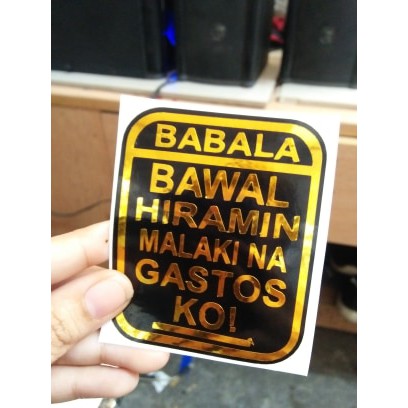 BABALA
BAWAL
HIRAMIN
MALAKI NA
GASTOS
KO!